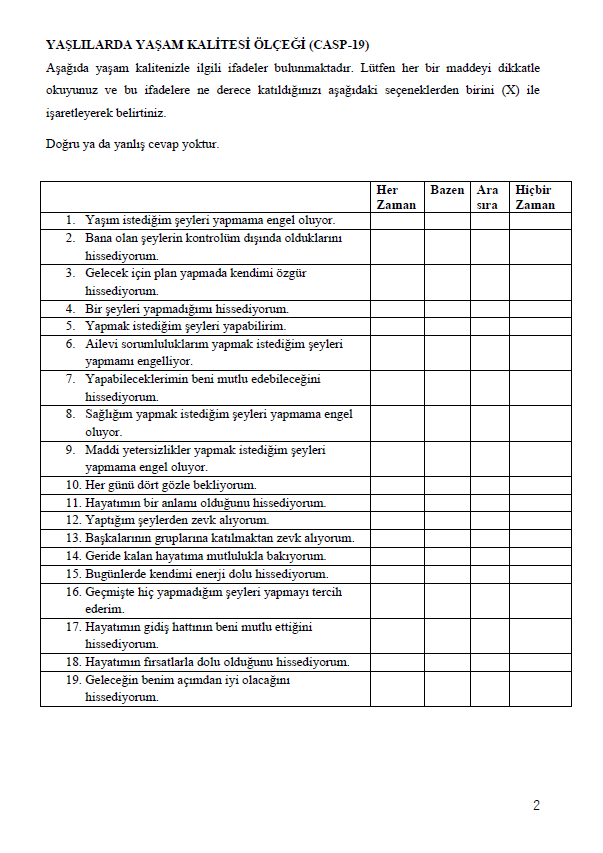 YAŞLILARDA YAŞAM KALİTESİ ÖLÇEĞİ (CASP-19)
Aşağıda yaşam kalitenizle ilgili ifadeler bulunmaktadır. Lütfen her bir maddeyi dikkatle
okuyunuz ve bu ifadelere ne derece katıldığınızı aşağıdaki seçeneklerden birini (X) ile
işaretleyerek belirtiniz.
Doğru ya da yanlış cevap yoktur.
Her Zaman Bazen Ara sıra Hiçbir Zaman
1. Yaşım istediğim şeyleri yapmama engel oluyor.
2. Bana olan şeylerin kontrolüm dışında olduklarını
hissediyorum.
3. Gelecek için plan yapmada kendimi özgür
hissediyorum.
4. Bir şeyleri yapmadığımı hissediyorum.
5. Yapmak istediğim şeyleri yapabilirim.
6. Ailevi sorumluluklarım yapmak istediğim şeyleri
yapmamı engelliyor.
7. Yapabileceklerimin beni mutlu edebileceğini
hissediyorum.
8. Sağlığım yapmak istediğim şeyleri yapmama engel
oluyor.
9. Maddi yetersizlikler yapmak istediğim şeyleri
yapmama engel oluyor.
10. Her günü dört gözle bekliyorum.
11. Hayatımın bir anlamı olduğunu hissediyorum.
12. Yaptığım şeylerden zevk alıyorum.
13. Başkalarının gruplarına katılmaktan zevk alıyorum.
14. Geride kalan hayatıma mutlulukla bakıyorum.
15. Bugünlerde kendimi enerji dolu hissediyorum.
16. Geçmişte hiç yapmadığım şeyleri yapmayı tercih
ederim.
17. Hayatımın gidiş hattının beni mutlu ettiğini
hissediyorum.
18. Hayatımın fırsatlarla dolu olduğunu hissediyorum.
19. Geleceğin benim açımdan iyi olacağını
hissediyorum.
2